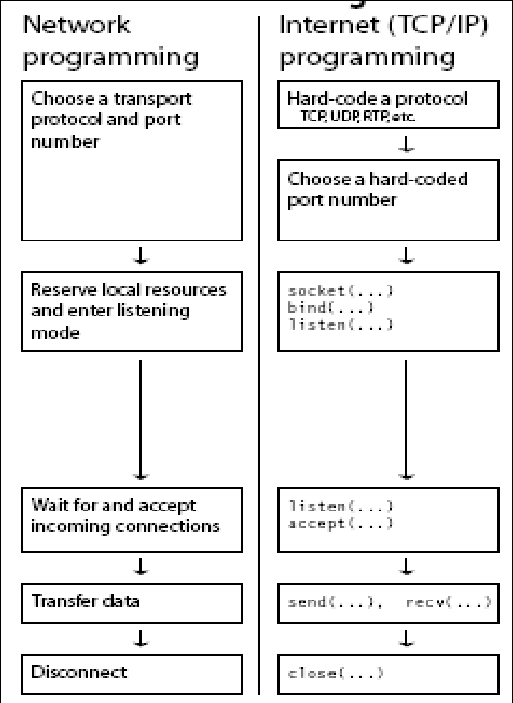 Network
programming
Choose a transport
protocol and port
number
Reserve local resources
and enter listening
mode
Wait for and accept
incoming connections
Transfer data
Disconnect
Internet (TCP/IP)
programming
Hard-code a protocol
TCP, UDP, RTP, etc.
Choose a hard-coded
port number
socket(...)
bind(...)
listen(...)
listen(...)
accept(...)
send(...), recv(...)
close(...)